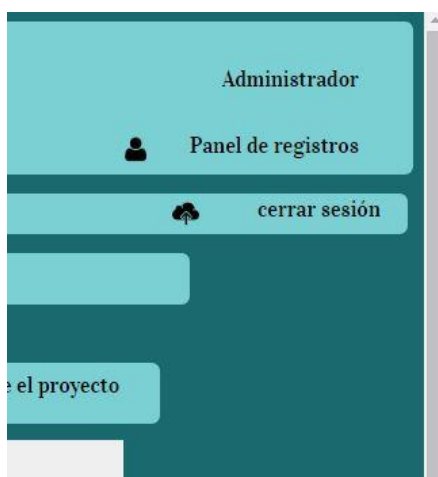 Administrador
Panel de registros
cerrar sesión
e el proyecto